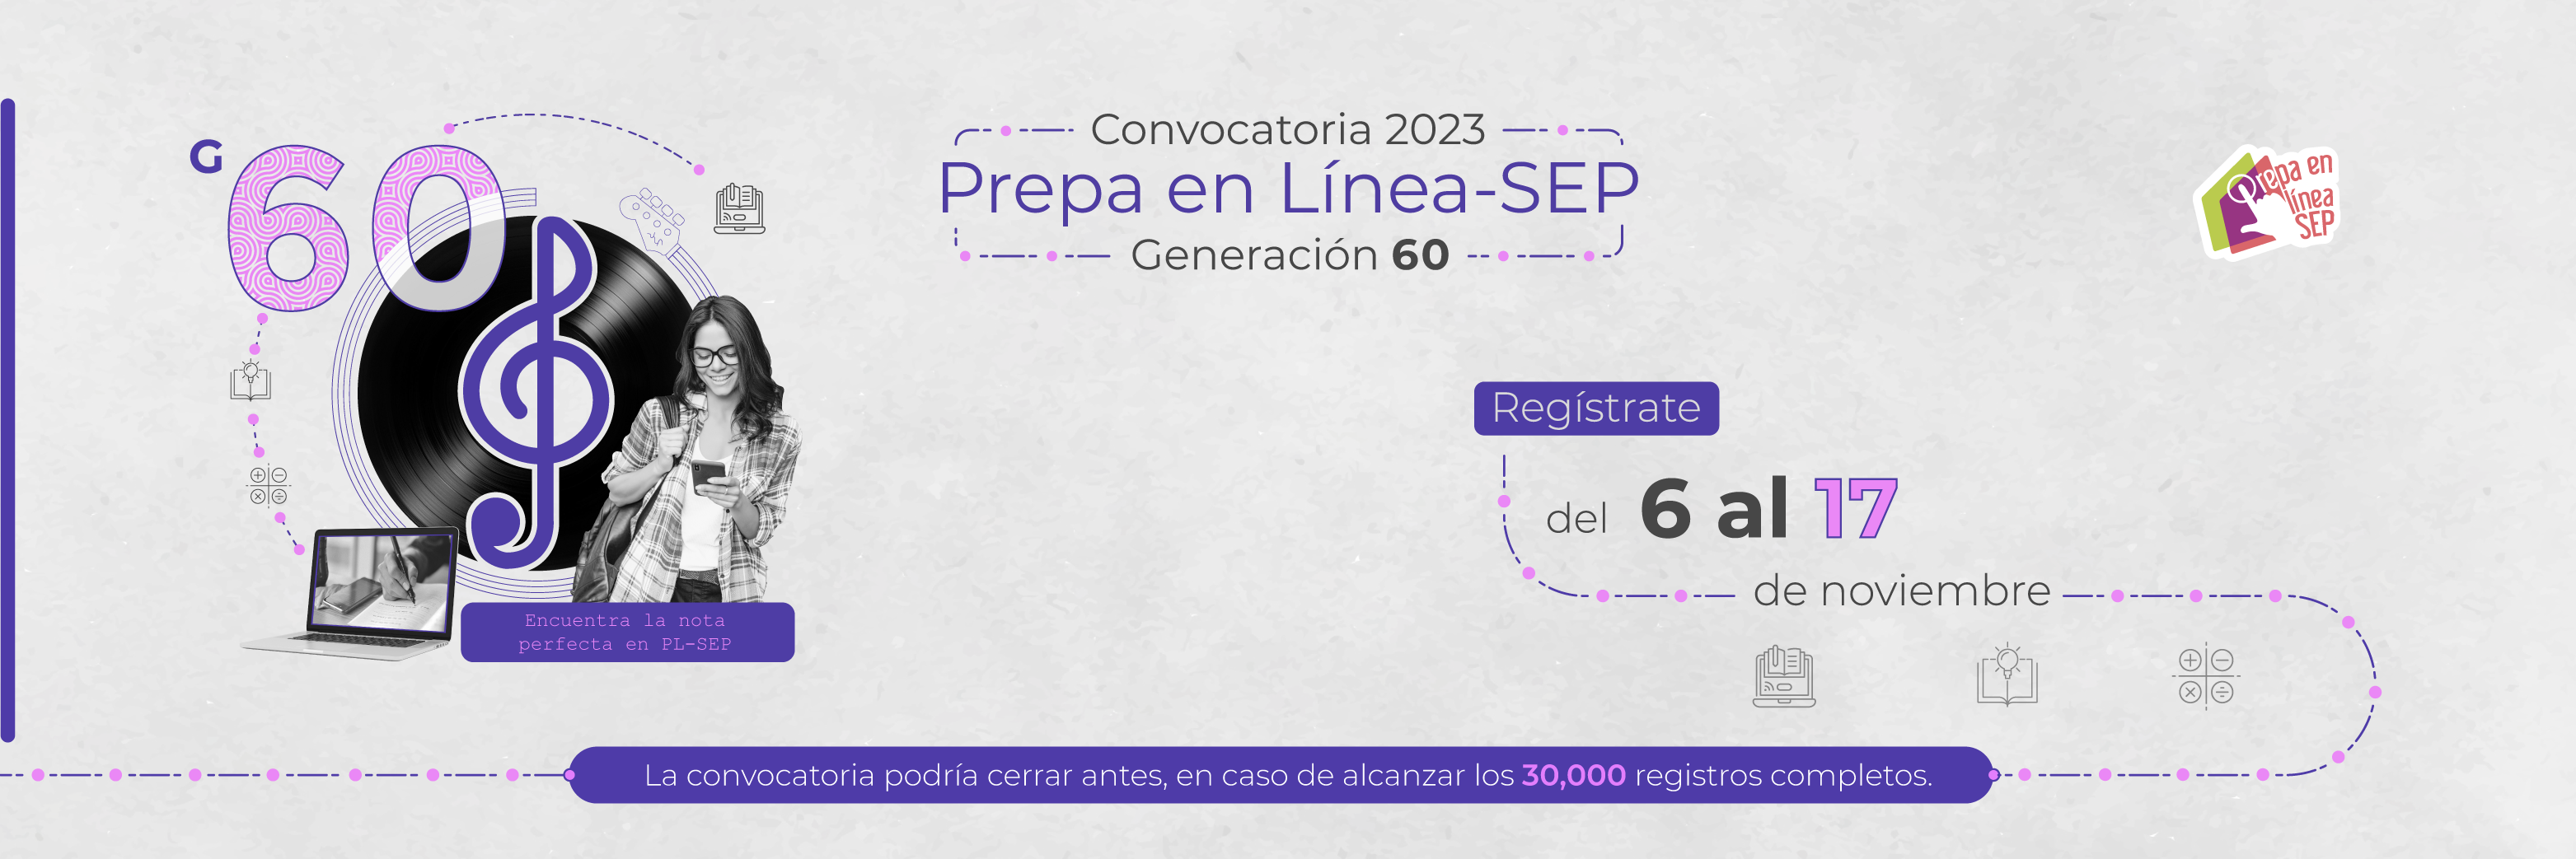 G60
Convocatoria 2023
Prepa en Línea-SEP
Generación 60
Prepa en
línea
SEP
Regístrate
del 6 al 17
de noviembre
Encuentra la nota
perfecta en PL-SEP
La convocatoria podría cerrar antes, en caso de alcanzar los 30,000 registros completos.